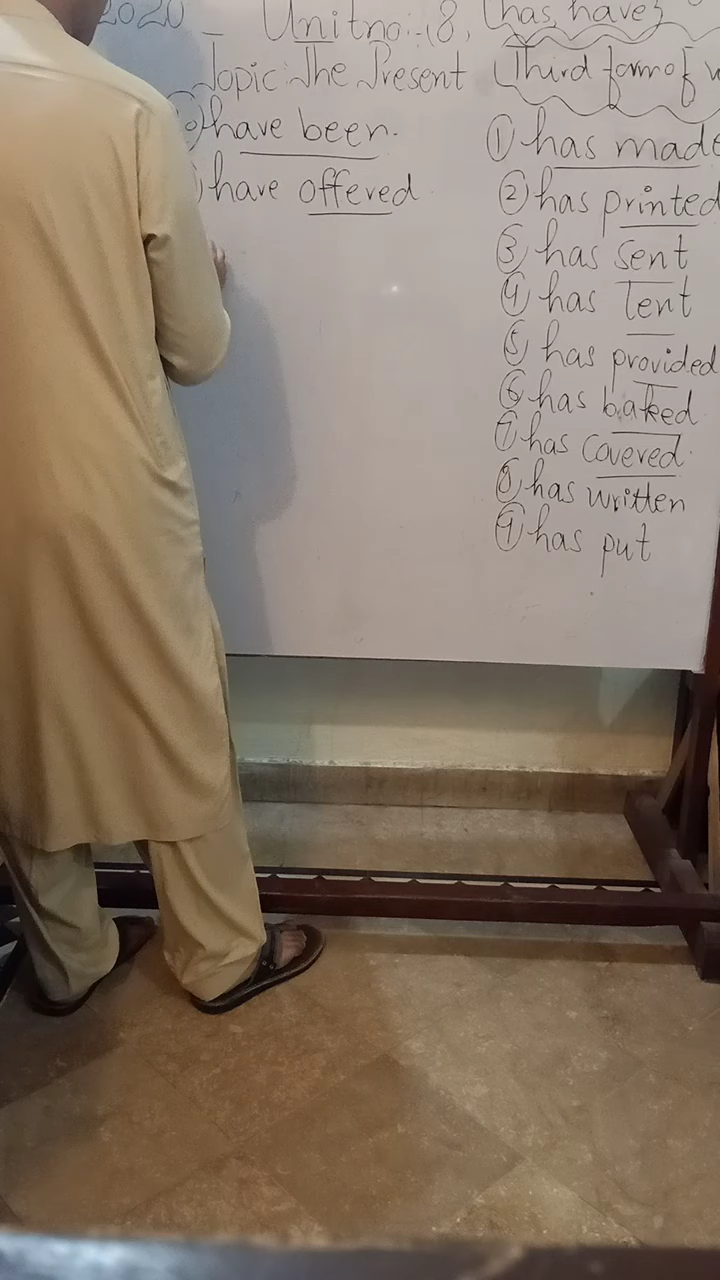 2020 Unit no:-(8, (has, have}
Topic: The Present (Third form of
have been.
have offered
① has made
② has printed
③ has sent
④ has lent
⑤ has provided
⑥ has baked
⑦ has covered.
⑧ has written
⑨ has put